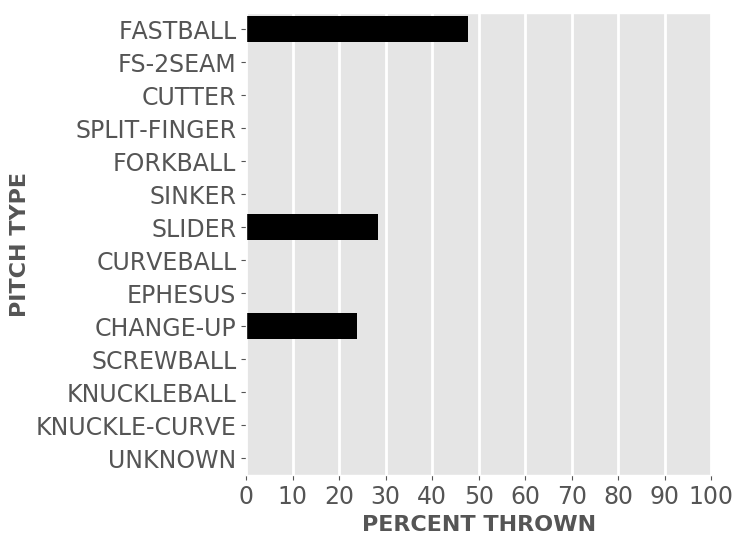 FASTBALL
FS-2SEAM
CUTTER
SPLIT-FINGER
FORKBALL
SINKER
SLIDER
CURVEBALL
EPHESUS
CHANGE-UP
SCREWBALL
KNUCKLEBALL
KNUCKLE-CURVE
UNKNOWN
PITCH TYPE
0 10 20 30 40 50 60 70 80 90 100
PERCENT THROWN